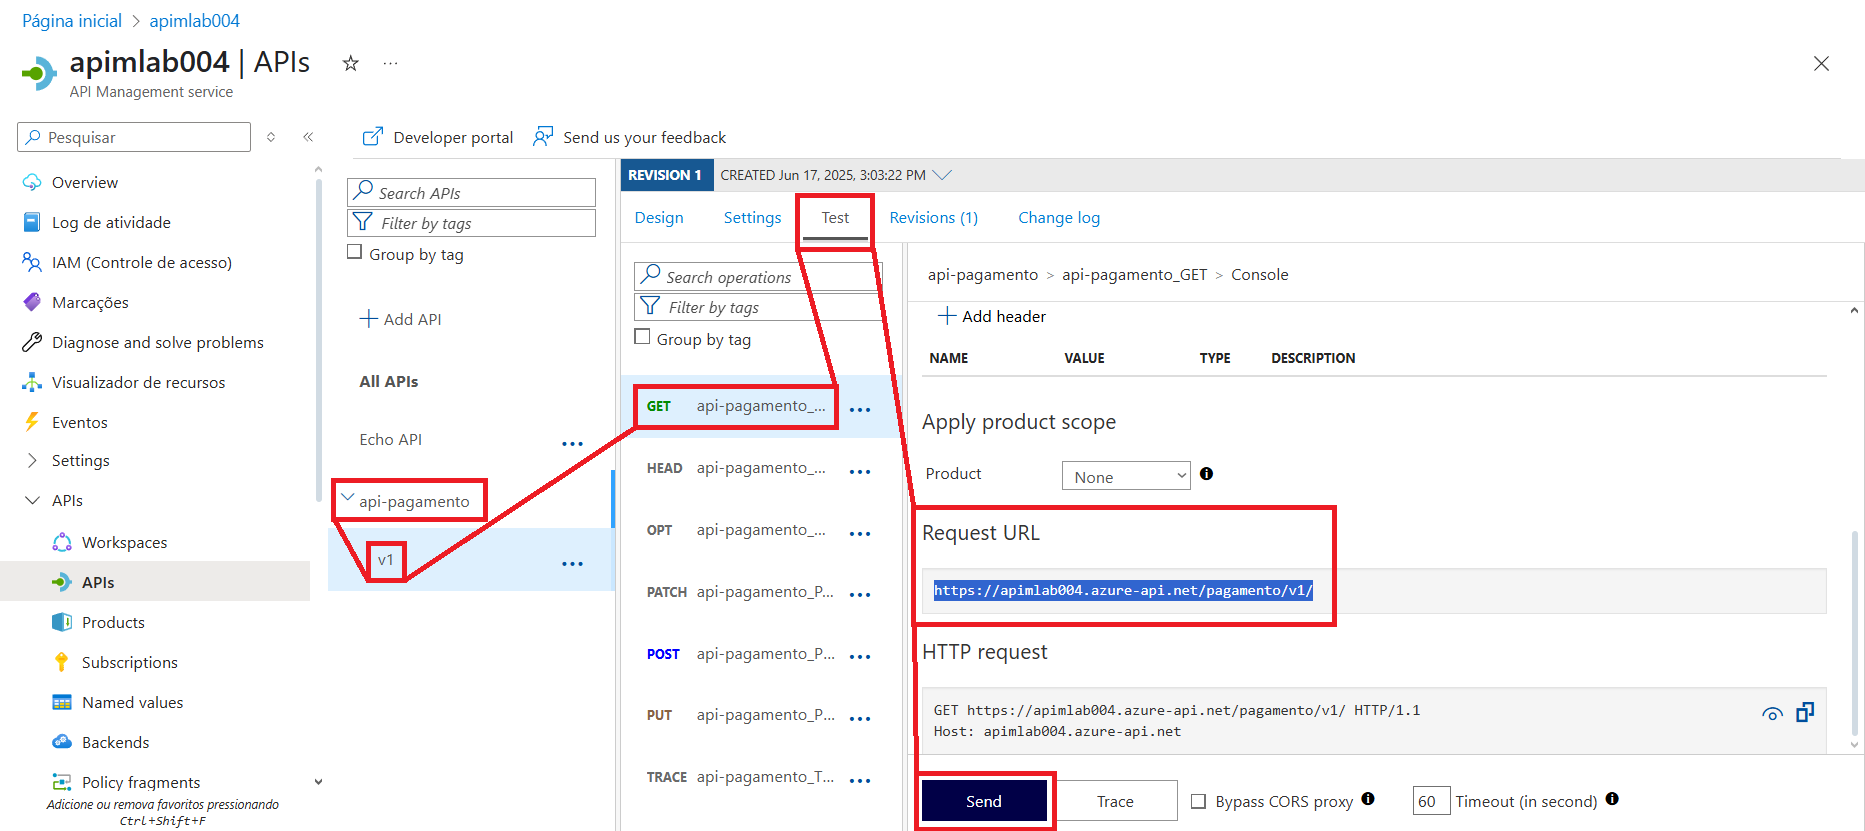 Página inicial > apimlab004
apimlab004 | APIs
API Management service
Pesquisar
Developer portal
Send us your feedback
Overview
Log de atividade
IAM (Controle de acesso)
Marcações
Diagnose and solve problems
Visualizador de recursos
Eventos
Settings
APIs
Workspaces
APIs
Products
Subscriptions
Named values
Backends
Policy fragments
Adicione ou remova favoritos pressionando
Ctrl+Shift+F
Search APIs
Filter by tags
Group by tag
Add API
All APIs
Echo API
api-pagamento
v1
REVISION 1 CREATED Jun 17, 2025, 3:03:22 PM
Design Settings Test Revisions (1) Change log
Search operations
Filter by tags
Group by tag
GET api-pagamento_...
HEAD api-pagamento_...
OPT api-pagamento_...
PATCH api-pagamento_P...
POST api-pagamento_P...
PUT api-pagamento_P...
TRACE api-pagamento_T...
api-pagamento > api-pagamento_GET > Console
Add header
NAME VALUE TYPE DESCRIPTION
Apply product scope
Product None
Request URL
https://apimlab004.azure-api.net/pagamento/v1/
HTTP request
GET https://apimlab004.azure-api.net/pagamento/v1/ HTTP/1.1
Host: apimlab004.azure-api.net
Send Trace Bypass CORS proxy 60 Timeout (in second)